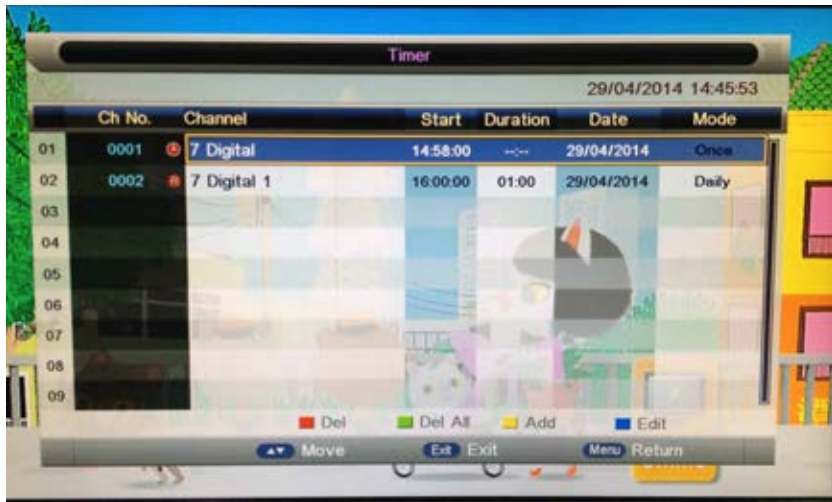 Timer
29/04/2014 14:45:53
Ch No. Channel Start Duration Date Mode
01 0001 7 Digital 14:58:00 --:-- 29/04/2014 Once
02 0002 7 Digital 1 16:00:00 01:00 29/04/2014 Daily
03
04
05
06
07
08
09
Del Del All Add Edit
Move Exit Exit Menu Return